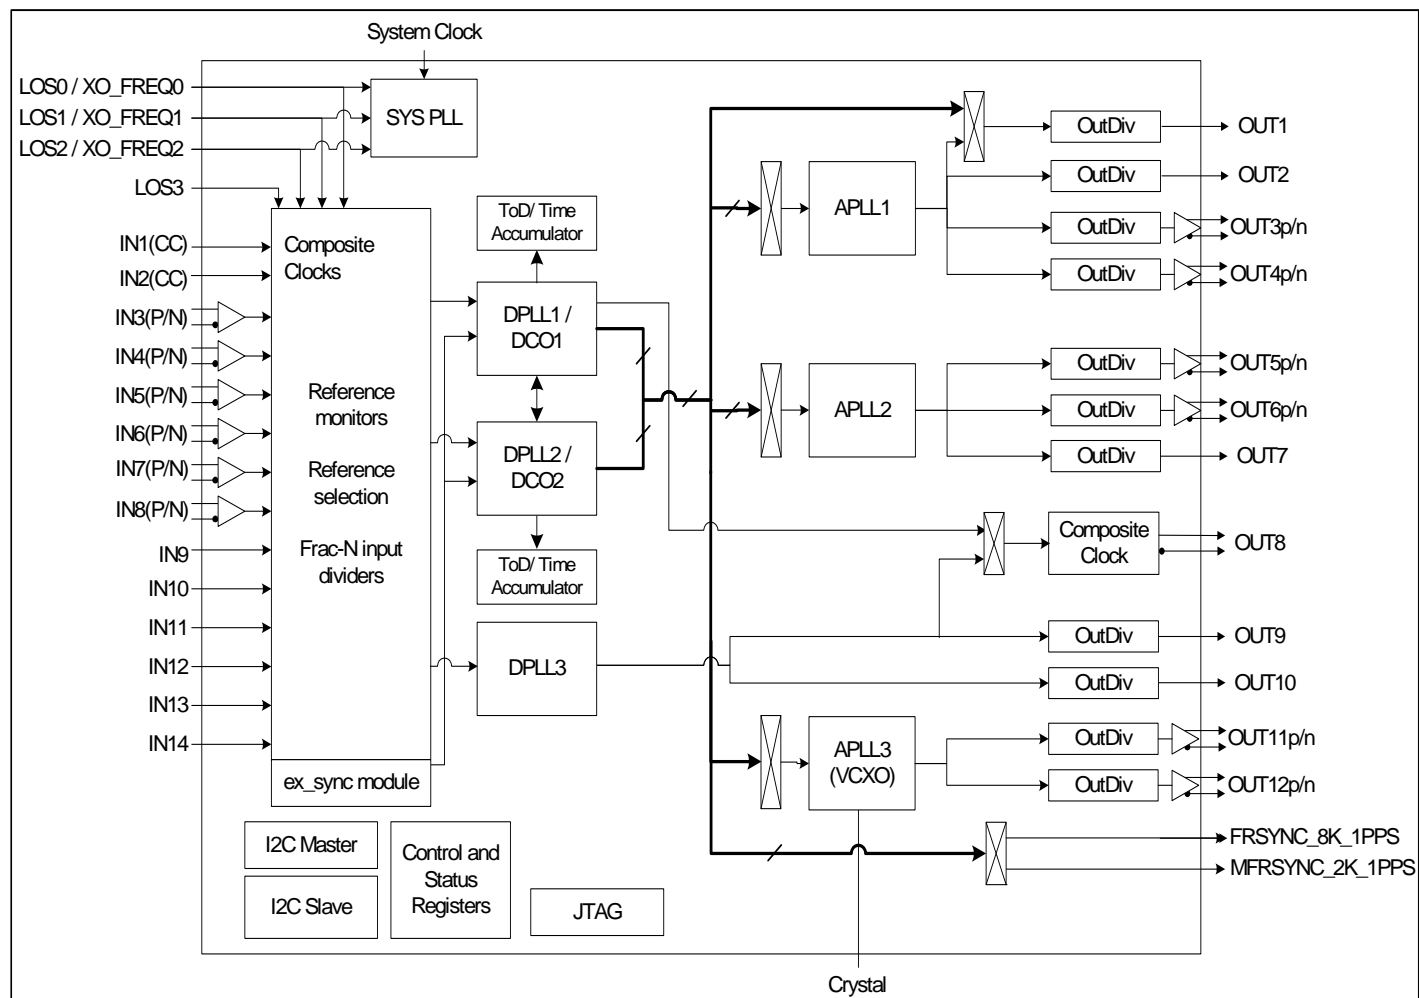 System Clock
LOS0 / XO_FREQ0
LOS1 / XO_FREQ1
LOS2 / XO_FREQ2
LOS3
SYS PLL
IN1(CC)
IN2(CC)
IN3(P/N)
IN4(P/N)
IN5(P/N)
IN6(P/N)
IN7(P/N)
IN8(P/N)
IN9
IN10
IN11
IN12
IN13
IN14
Composite
Clocks
Reference
monitors
Reference
selection
Frac-N input
dividers
ex_sync module
ToD/ Time
Accumulator
DPLL1 /
DCO1
DPLL2 /
DCO2
ToD/ Time
Accumulator
DPLL3
APLL1
APLL2
APLL3
(VCXO)
OutDiv
OUT1
OutDiv
OUT2
OutDiv
OUT3p/n
OutDiv
OUT4p/n
OutDiv
OUT5p/n
OutDiv
OUT6p/n
OutDiv
OUT7
Composite
Clock
OUT8
OutDiv
OUT9
OutDiv
OUT10
OutDiv
OUT11p/n
OutDiv
OUT12p/n
FRSYNC_8K_1PPS
MFRSYNC_2K_1PPS
I2C Master
I2C Slave
Control and
Status
Registers
JTAG
Crystal